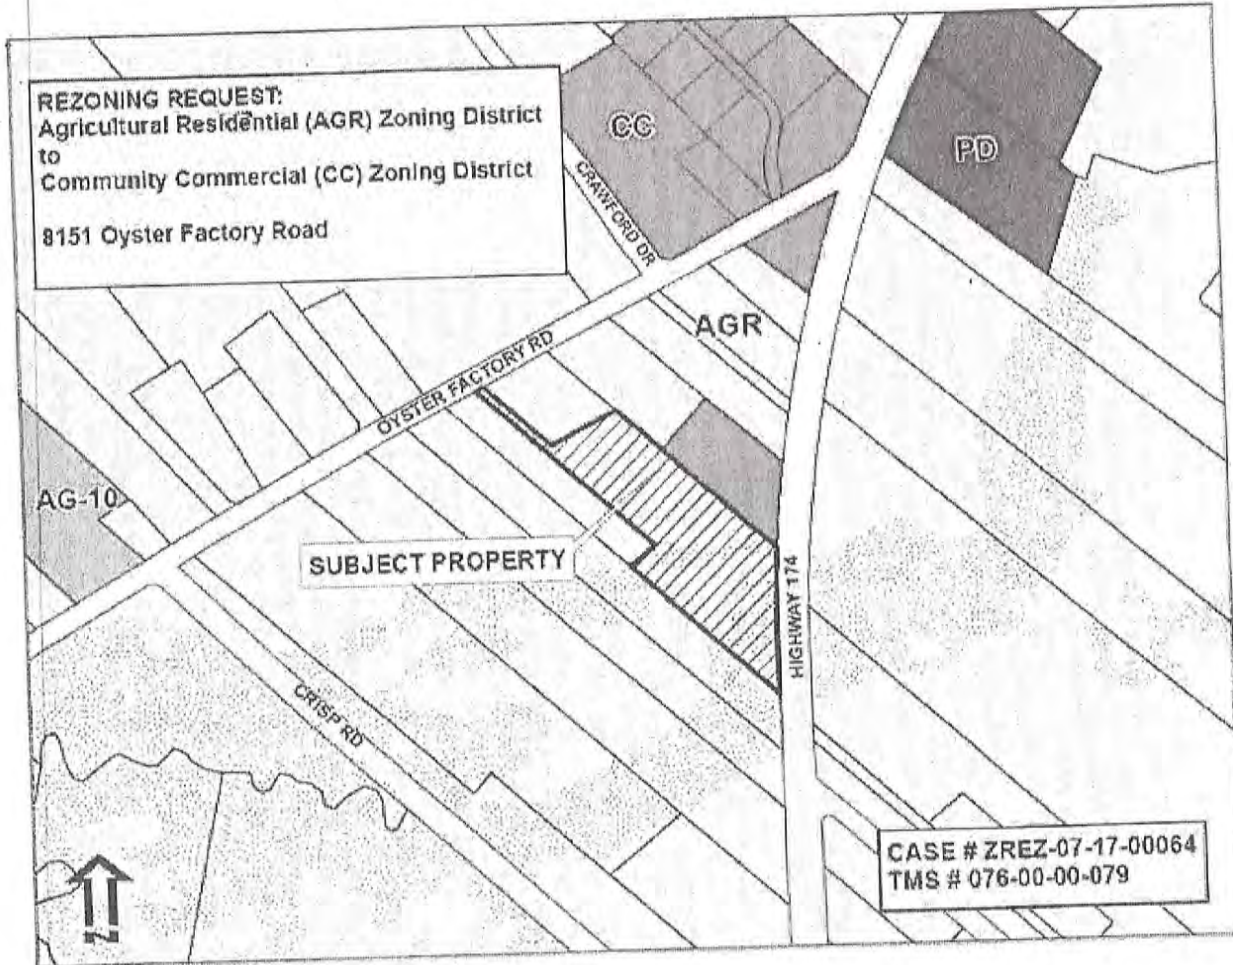 REZONING REQUEST:
Agricultural Residential (AGR) Zoning District
to
Community Commercial (CC) Zoning District
8151 Oyster Factory Road
CC
PD
CRAWFORD DR
AGR
OYSTER FACTORY RD
AG-10
SUBJECT PROPERTY
HIGHWAY 174
CRISP RD
CASE # ZREZ-07-17-00064
TMS # 076-00-00-079
N